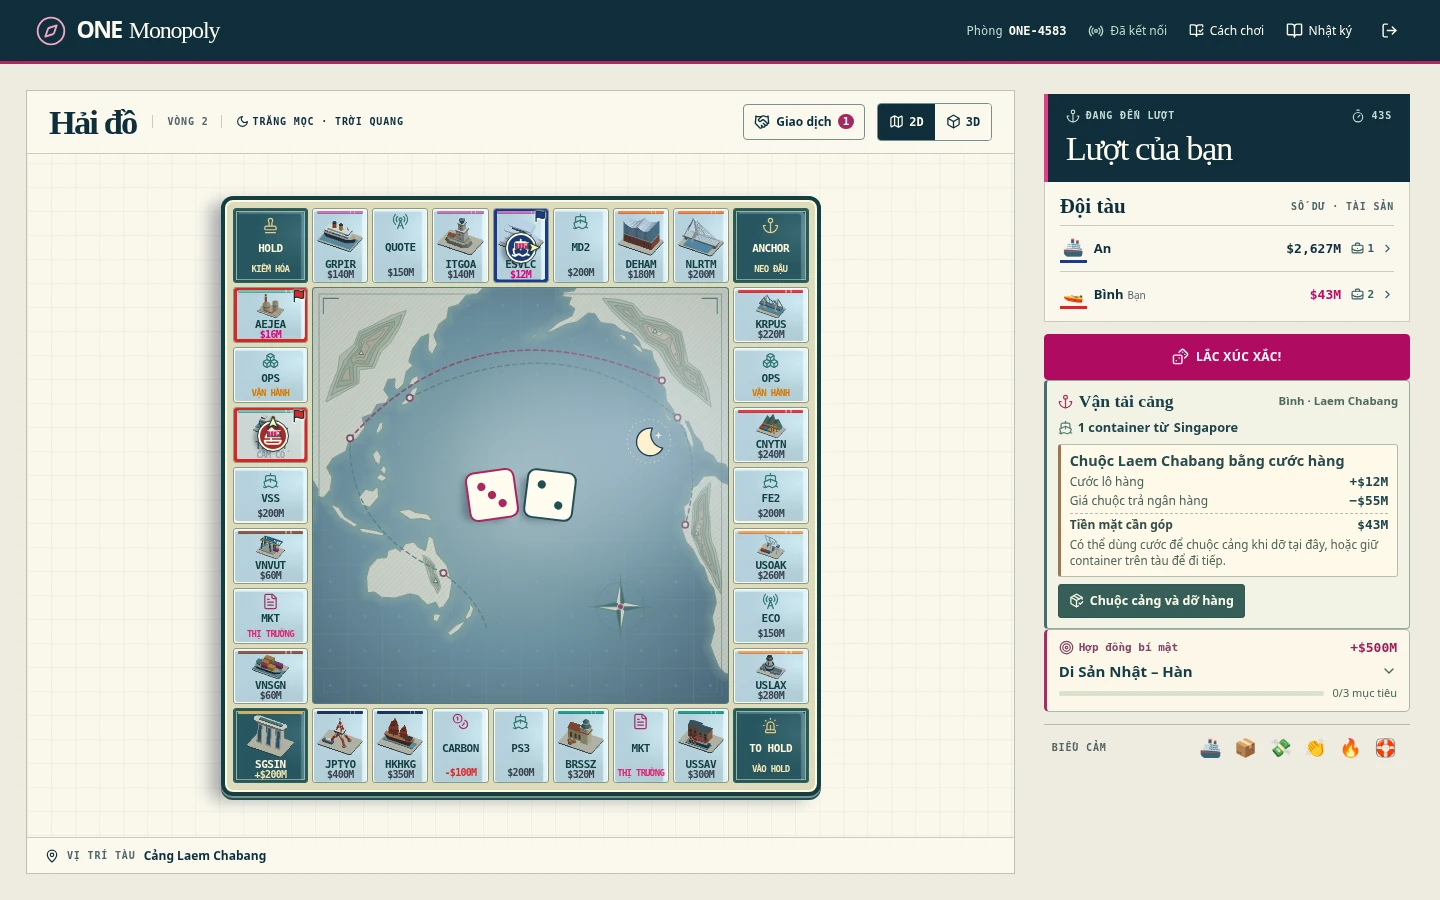 ONE Monopoly
Phòng ONE-4583
Đã kết nối
Cách chơi
Nhật ký
Hải đồ
VÒNG 2
TRĂNG MỌC · TRỜI QUANG
Giao dịch 1
2D
3D
HOLD
KIỂM HÓA
GRPIR
$140M
QUOTE
$150M
ITGOA
$140M
ESVLC
$12M
MD2
$200M
DEHAM
$180M
NLRTM
$200M
ANCHOR
NEO ĐẬU
AEJEA
$16M
KRPUS
$220M
OPS
VẬN HÀNH
OPS
VẬN HÀNH
CNYTN
$240M
VSS
$200M
FE2
$200M
VNVUT
$60M
USOAK
$260M
MKT
THỊ TRƯỜNG
ECO
$150M
VNSGN
$60M
USLAX
$280M
SGSIN
+$200M
JPTYO
$400M
HKHKG
$350M
CARBON
-$100M
PS3
$200M
BRSSZ
$320M
MKT
THỊ TRƯỜNG
USSAV
$300M
TO HOLD
VÀO HOLD
VỊ TRÍ TÀU Cảng Laem Chabang
ĐANG ĐẾN LƯỢT
43S
Lượt của bạn
Đội tàu
SỐ DƯ · TÀI SẢN
An
$2,627M
1
Bình Bạn
$43M
2
LẮC XÚC XẮC!
Vận tải cảng
Bình · Laem Chabang
1 container từ Singapore
Chuộc Laem Chabang bằng cước hàng
Cước lô hàng +$12M
Giá chuộc trả ngân hàng −$55M
Tiền mặt cần góp $43M
Có thể dùng cước để chuộc cảng khi dỡ tại đây, hoặc giữ
container trên tàu để đi tiếp.
Chuộc cảng và dỡ hàng
Hợp đồng bí mật
+$500M
Di Sản Nhật – Hàn
0/3 mục tiêu
BIỂU CẢM